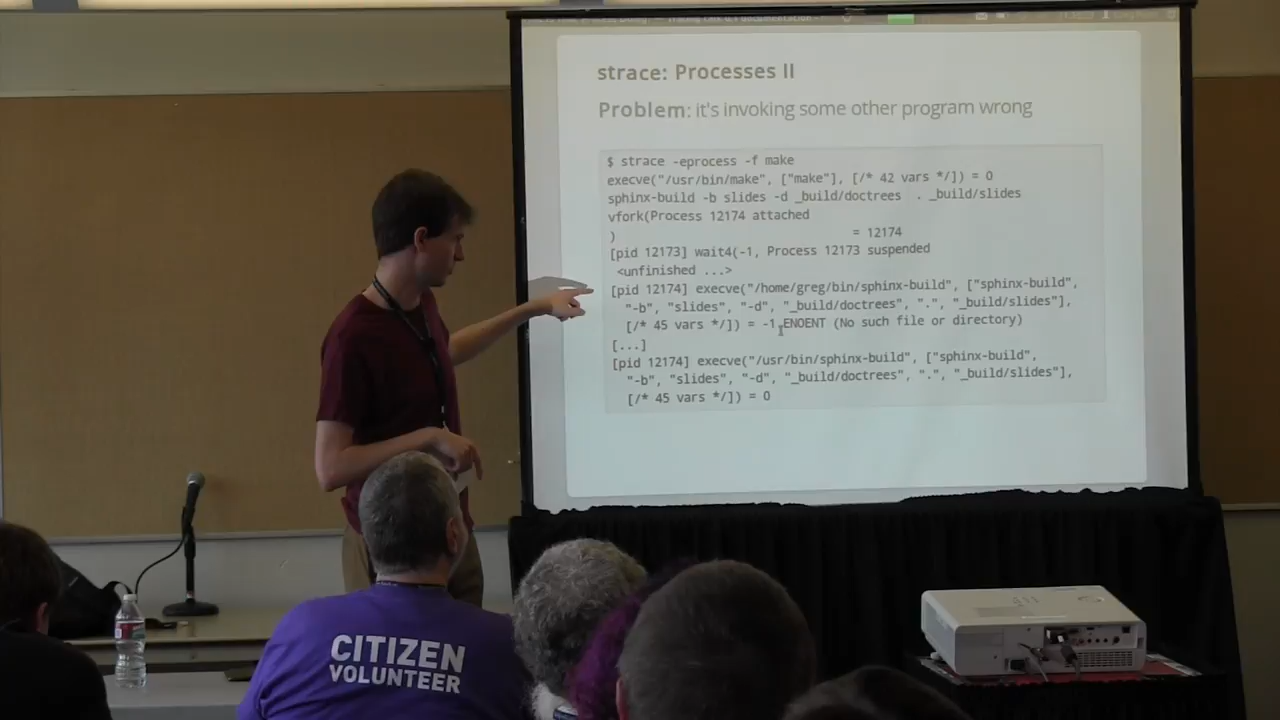 strace: Processes II
Problem: it's invoking some other program wrong
$ strace -eprocess -f make
execve("/usr/bin/make", ["make"], [/* 42 vars */]) = 0
sphinx-build -b slides -d _build/doctrees . _build/slides
vfork(Process 12174 attached
) = 12174
[pid 12173] wait4(-1, Process 12173 suspended
<unfinished ...>
[pid 12174] execve("/home/greg/bin/sphinx-build", ["sphinx-build",
"-b", "slides", "-d", "_build/doctrees", ".", "_build/slides"],
[/* 45 vars */]) = -1 ENOENT (No such file or directory)
[...]
[pid 12174] execve("/usr/bin/sphinx-build", ["sphinx-build",
"-b", "slides", "-d", "_build/doctrees", ".", "_build/slides"],
[/* 45 vars */]) = 0
CITIZEN
VOLUNTEER